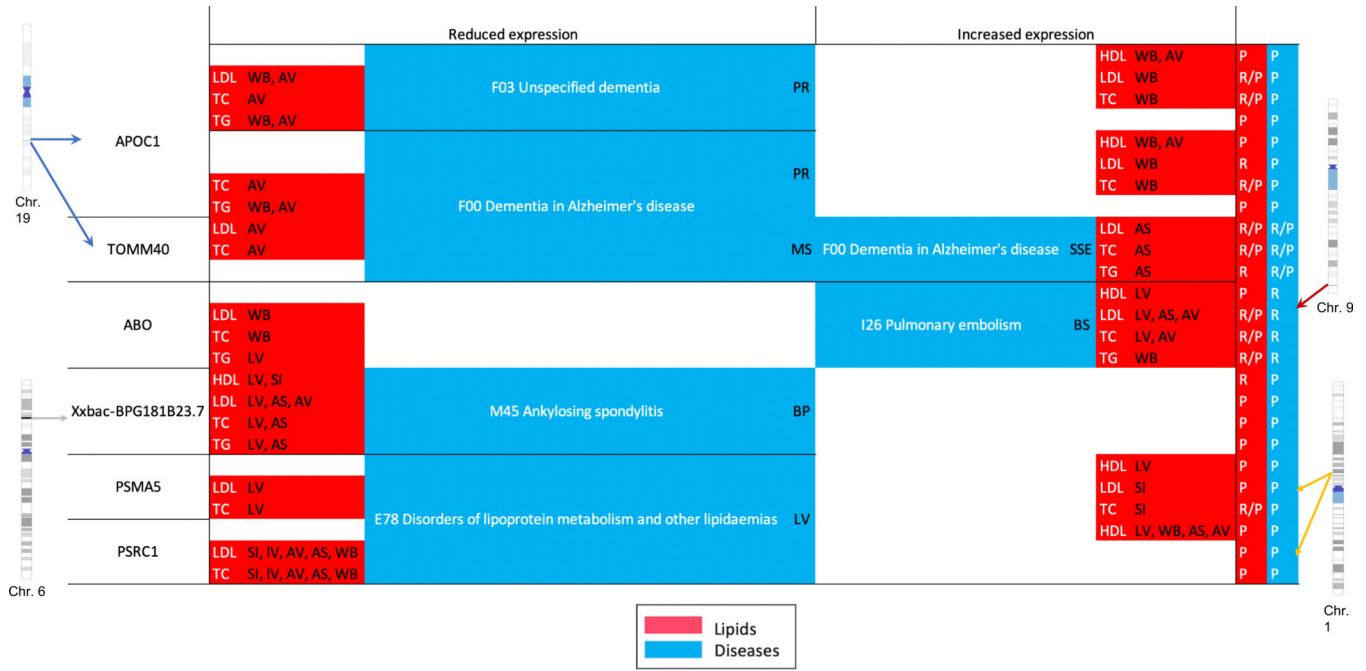 Reduced expression Increased expression
HDL WB, AV P P
LDL WB, AV F03 Unspecified dementia PR LDL WB R/P P
TC AV TC WB R/P P
TG WB, AV P P
APOC1 HDL WB, AV P P
LDL WB R P
TC AV PR TC WB R/P P
Chr.
19
TG WB, AV F00 Dementia in Alzheimer's disease P P
LDL AV LDL AS R/P R/P
TOMM40 TC AV MS F00 Dementia in Alzheimer's disease SSE TC AS R/P R/P
TG AS R R/P
HDL LV P R
Chr. 9
ABO LDL WB I26 Pulmonary embolism BS LDL LV, AS, AV R/P R
TC WB TC LV, AV R/P R
TG LV TG WB R/P R
HDL LV, SI R P
Xxbac-BPG181B23.7 LDL LV, AS, AV M45 Ankylosing spondylitis BP P P
TC LV, AS P P
TG LV, AS P P
HDL LV P P
PSMA5 LDL LV LDL SI P P
TC LV E78 Disorders of lipoprotein metabolism and other lipidaemias LV TC SI R/P P
HDL LV, WB, AS, AV P P
PSRC1 LDL SI, lV, AV, AS, WB P P
TC SI, lV, AV, AS, WB P P
Chr. 6
Chr.
1
Lipids
Diseases